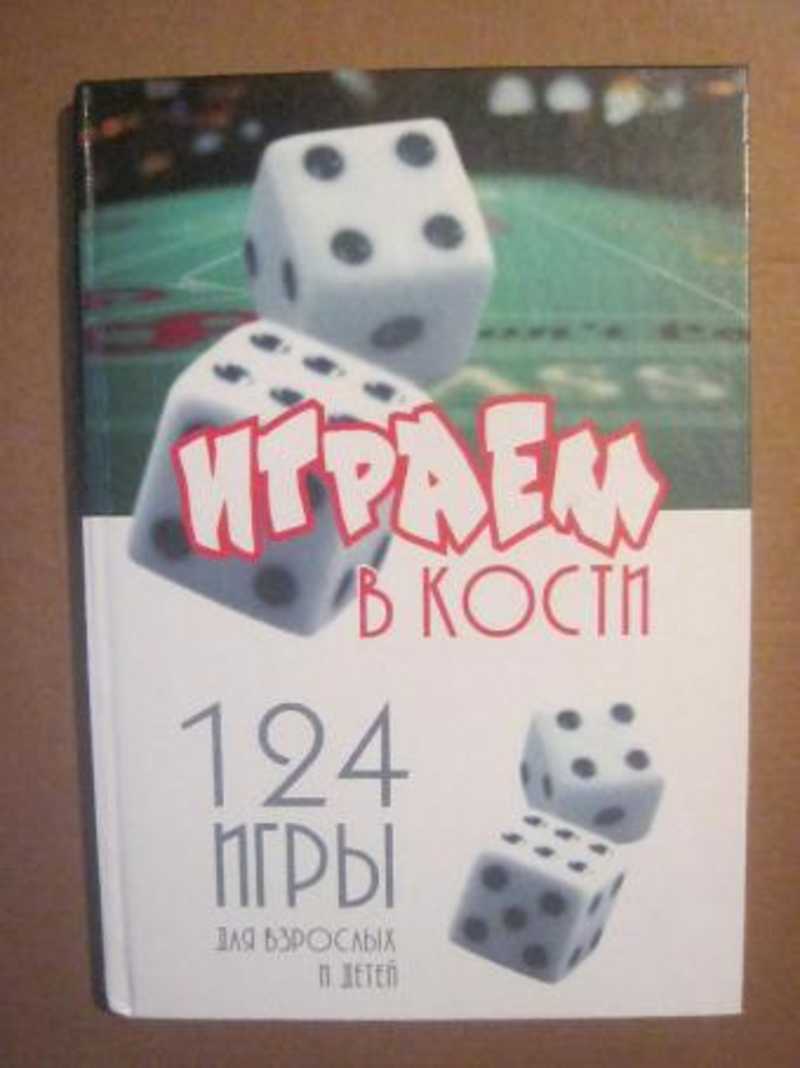 ИГРАЕМ
В КОСТИ
124
ИГРЫ
ДЛЯ ВЗРОСЛЫХ
И ДЕТЕЙ